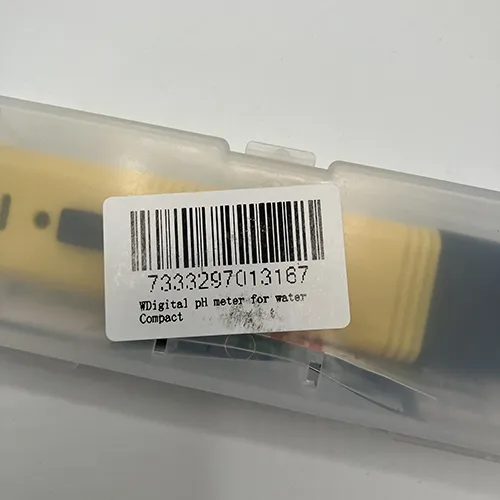 7333297013167
WDigital pH meter for water
Compact